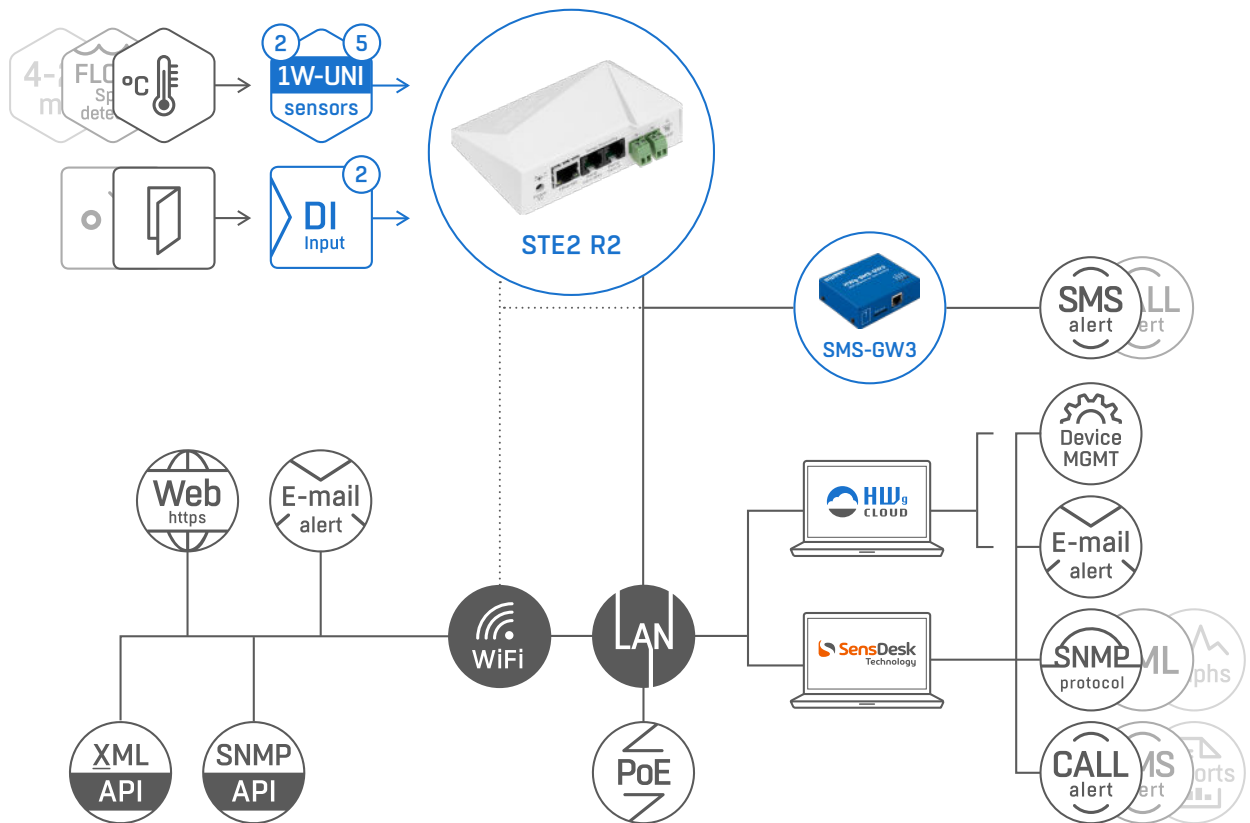 4-
m
FLO
Sp
dete
°C
2
5
1W-UNI
sensors
2
DI
Input
STE2 R2
SMS-GW3
SMS
alert
ALL
ert
Device
MGMT
Web
https
E-mail
alert
HWg
CLOUD
E-mail
alert
WiFi
LAN
SensDesk
Technology
SNMP
protocol
ML
phs
XML
API
SNMP
API
PoE
CALL
alert
MS
ert
orts